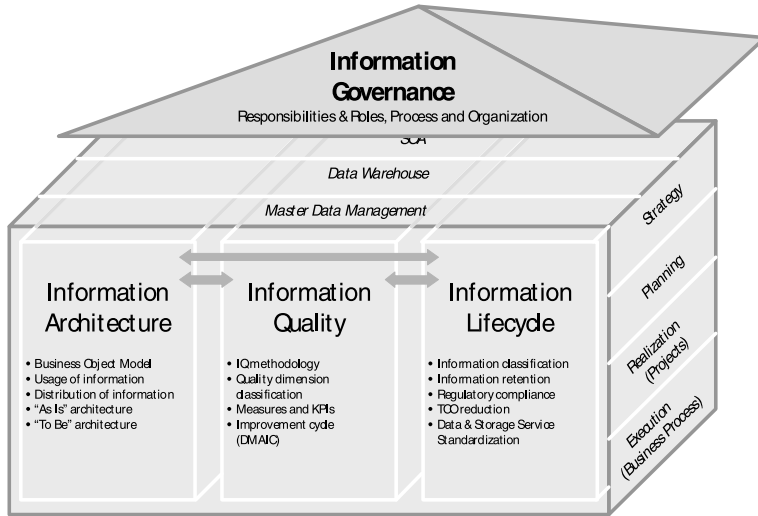 Information
Governance
Responsibilities & Roles, Process and Organization
SOA
Data Warehouse
Master Data Management
Information
Architecture
• Business Object Model
• Usage of information
• Distribution of information
• “As Is” architecture
• “To Be” architecture
Information
Quality
• IQ methodology
• Quality dimension
classification
• Measures and KPIs
• Improvement cycle
(DMAIC)
Information
Lifecycle
• Information classification
• Information retention
• Regulatory compliance
• TCO reduction
• Data & Storage Service
Standardization
Strategy
Planning
Realization
(Projects)
Execution
(Business Process)